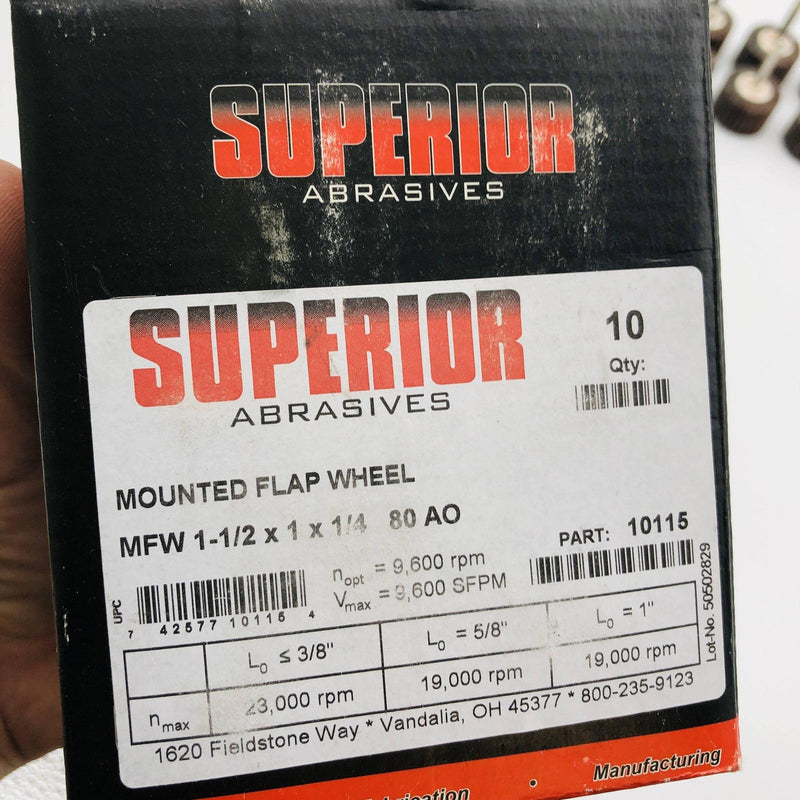 SUPERIOR
ABRASIVES
SUPERIOR
ABRASIVES
10
Qty:
MOUNTED FLAP WHEEL
MFW 1-1/2 x 1 x 1/4 80 AO
PART: 10115
UPC
7 42577 10115 4
nopt = 9,600 rpm
Vmax = 9,600 SFPM
Lot-No. 50502829
L0 ≤ 3/8" L0 = 5/8" L0 = 1"
nmax 23,000 rpm 19,000 rpm 19,000 rpm
1620 Fieldstone Way * Vandalia, OH 45377 * 800-235-9123
• Manufacturing